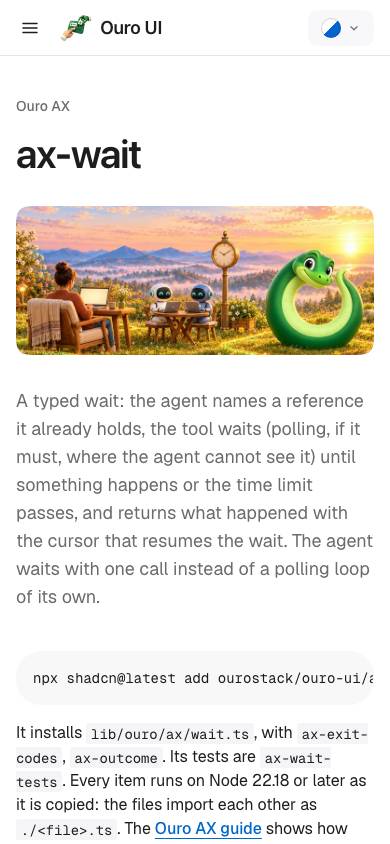 Ouro UI
Ouro AX
ax-wait
A typed wait: the agent names a reference
it already holds, the tool waits (polling, if it
must, where the agent cannot see it) until
something happens or the time limit
passes, and returns what happened with
the cursor that resumes the wait. The agent
waits with one call instead of a polling loop
of its own.
npx shadcn@latest add ourostack/ouro-ui/a
It installs lib/ouro/ax/wait.ts, with ax-exit-
codes, ax-outcome. Its tests are ax-wait-
tests. Every item runs on Node 22.18 or later as
it is copied: the files import each other as
./<file>.ts. The Ouro AX guide shows how